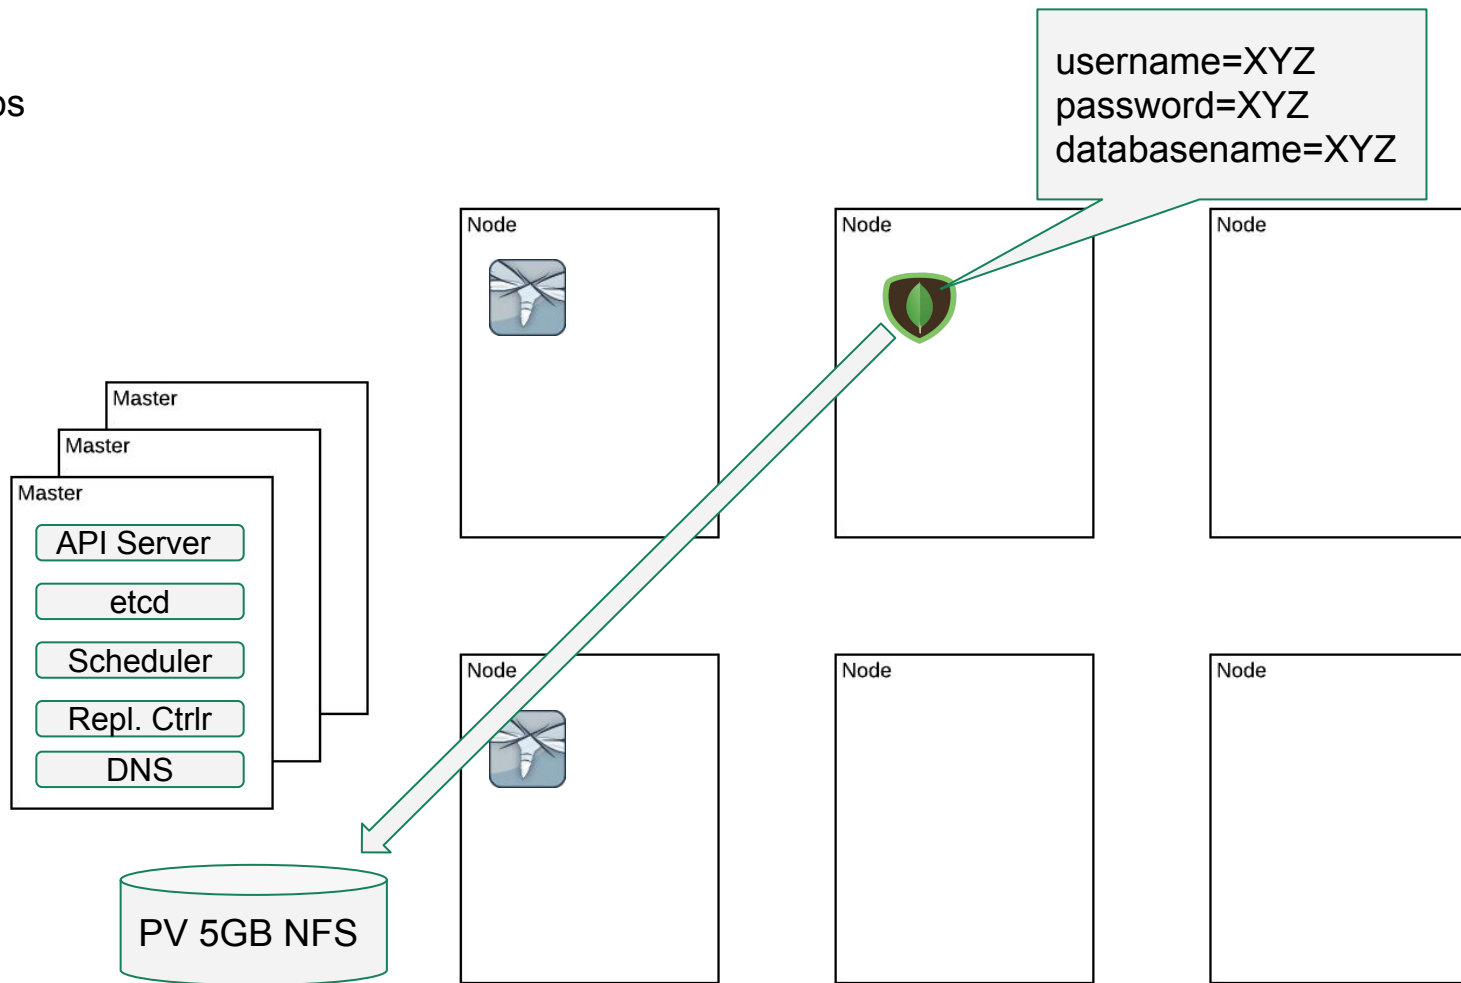 username=XYZ
password=XYZ
databasename=XYZ
Node
Node
Node
Master
Master
Master
API Server
etcd
Scheduler
Repl. Ctrlr
DNS
Node
Node
Node
PV 5GB NFS